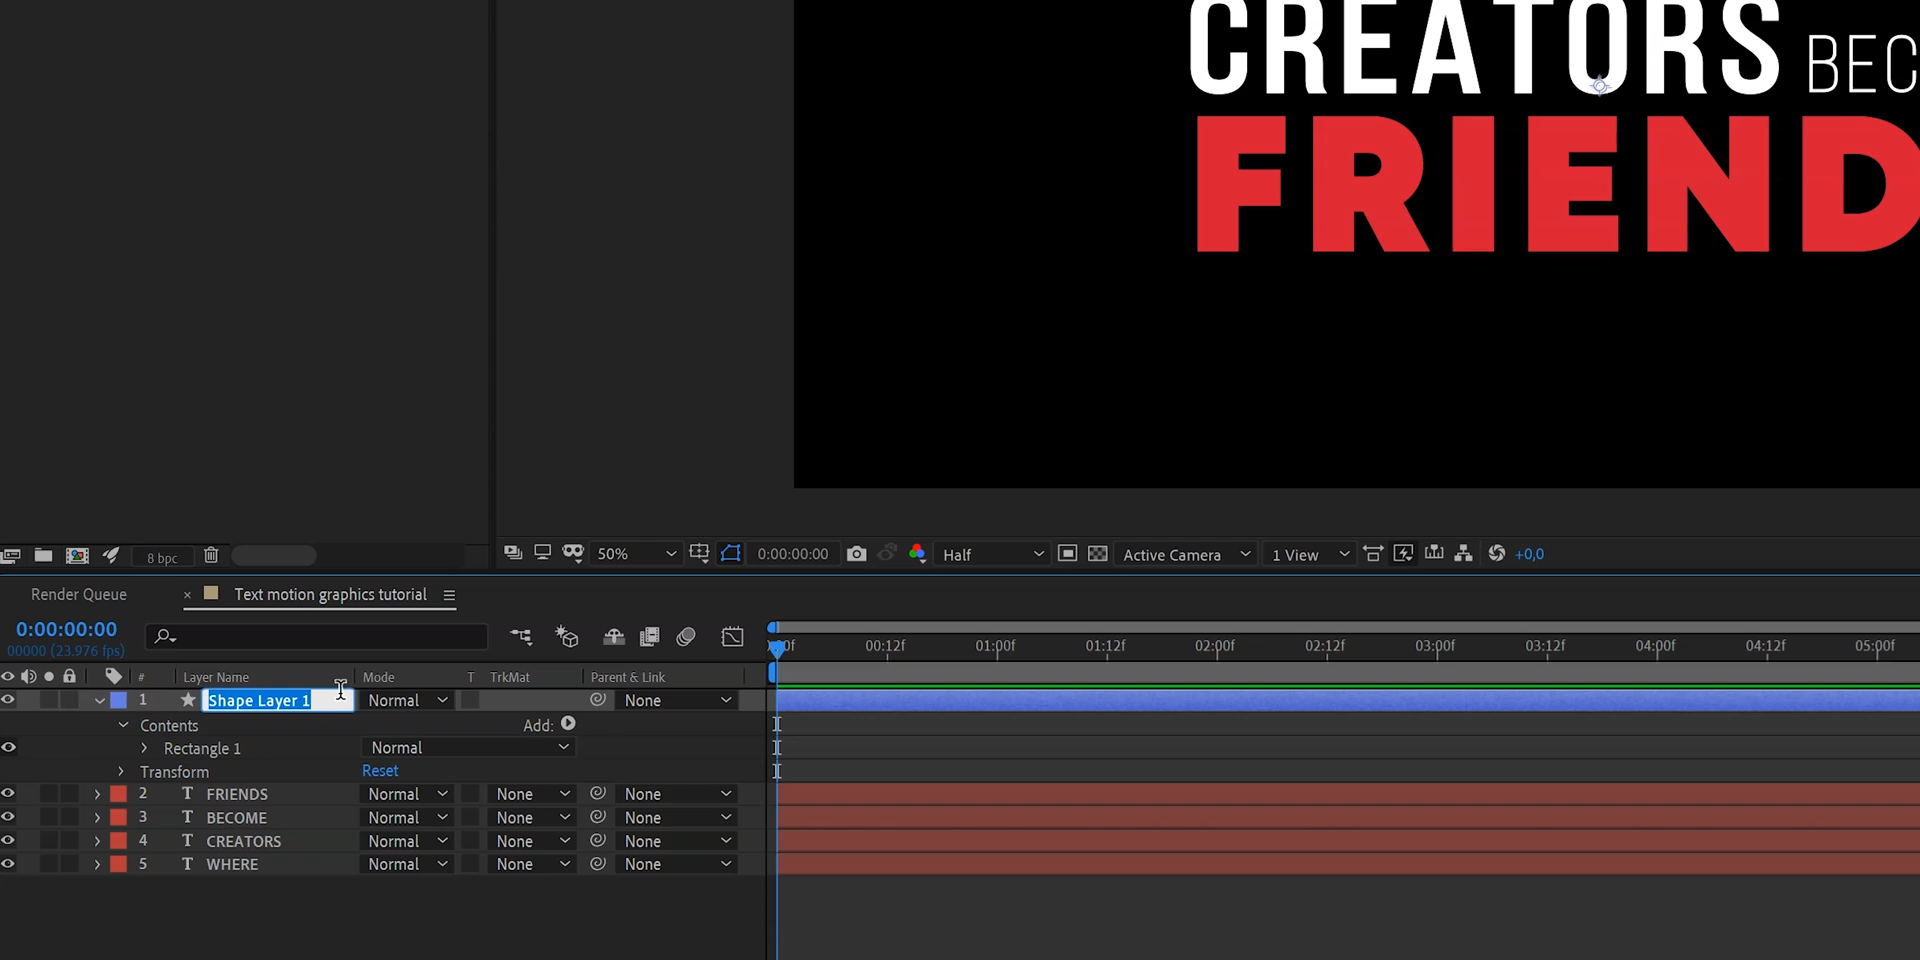 CREATORS BEC
FRIEND
8 bpc
50%
0:00:00:00
Half
Active Camera
1 View
+0,0
Render Queue
× Text motion graphics tutorial
0:00:00:00
00000 (23.976 fps)
:00f 00:12f 01:00f 01:12f 02:00f 02:12f 03:00f 03:12f 04:00f 04:12f 05:00f
# Layer Name Mode T TrkMat Parent & Link
1 Shape Layer 1 Normal None
Contents Add:
Rectangle 1 Normal
Transform Reset
2 T FRIENDS Normal None None
3 T BECOME Normal None None
4 T CREATORS Normal None None
5 T WHERE Normal None None